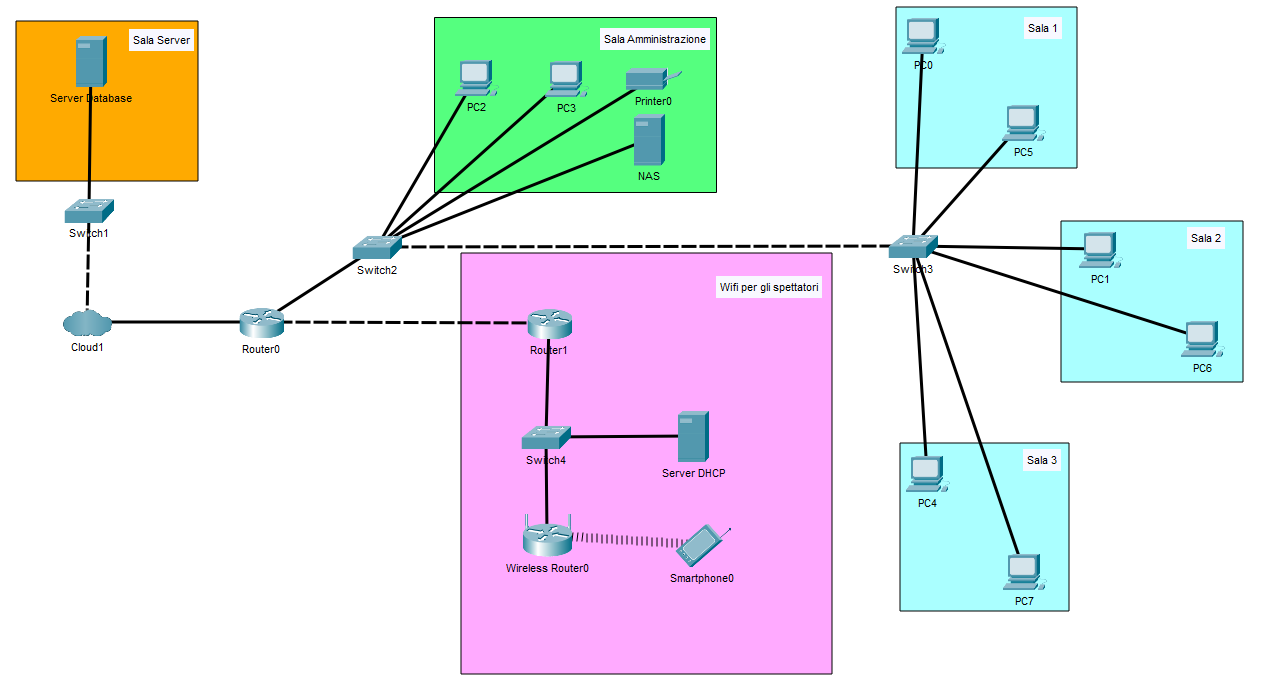 Sala Server
Server Database
Switch1
Cloud1
Router0
Sala Amministrazione
PC2
PC3
Printer0
NAS
Switch2
Wifi per gli spettatori
Router1
Switch4
Server DHCP
Wireless Router0
Smartphone0
Sala 1
PC0
PC5
Switch3
Sala 2
PC1
PC6
Sala 3
PC4
PC7